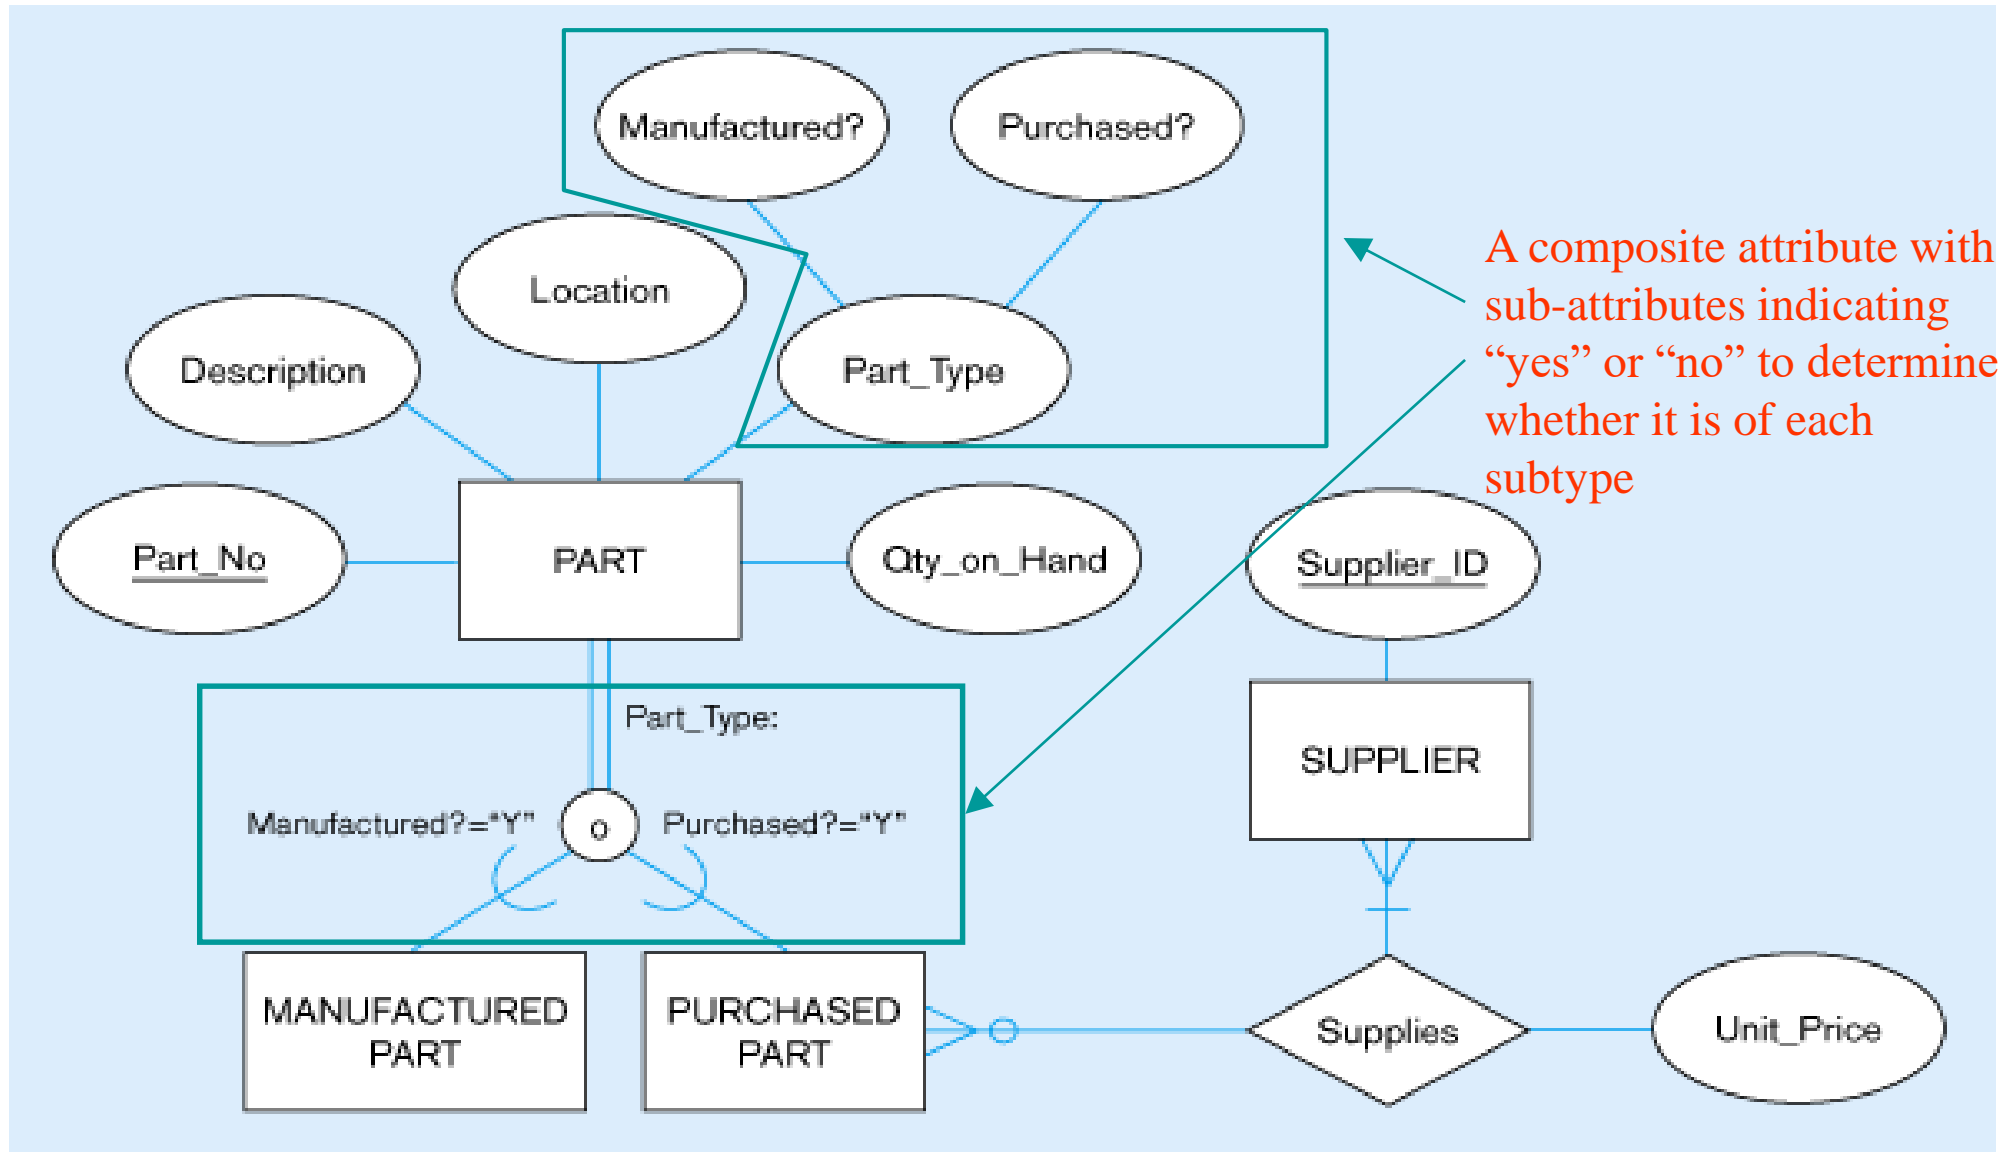 Manufactured?
Purchased?
Location
Description
Part_Type
A composite attribute with
sub-attributes indicating
“yes” or “no” to determine
whether it is of each
subtype
Part_No
PART
Qty_on_Hand
Supplier_ID
Part_Type:
SUPPLIER
Manufactured?="Y"
o
Purchased?="Y"
MANUFACTURED
PART
PURCHASED
PART
Supplies
Unit_Price